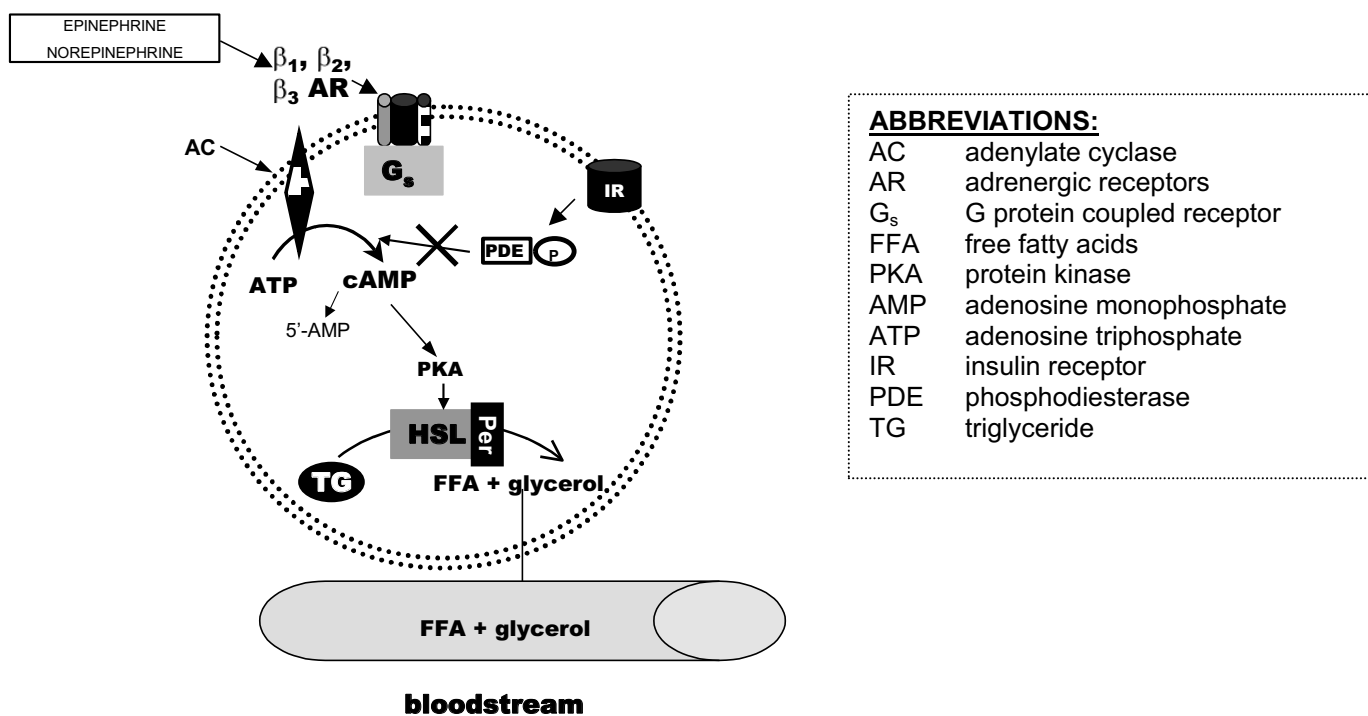 EPINEPHRINE
NOREPINEPHRINE
β₁, β₂,
β₃ AR
AC
Gₛ
IR
PDE
P
ATP
cAMP
5'-AMP
PKA
HSL
Per
TG
FFA + glycerol
FFA + glycerol
bloodstream
ABBREVIATIONS:
AC adenylate cyclase
AR adrenergic receptors
Gₛ G protein coupled receptor
FFA free fatty acids
PKA protein kinase
AMP adenosine monophosphate
ATP adenosine triphosphate
IR insulin receptor
PDE phosphodiesterase
TG triglyceride